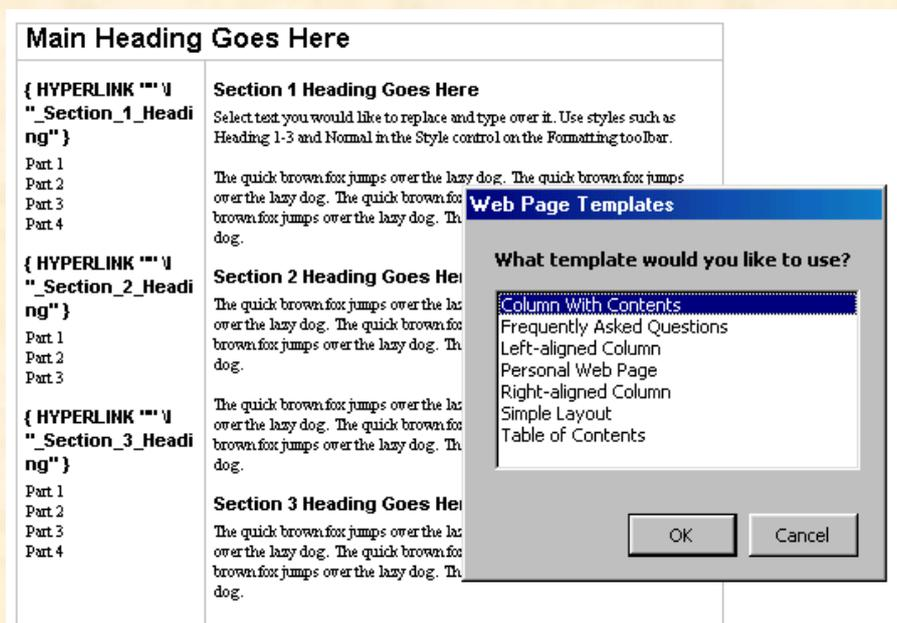 Main Heading Goes Here
{ HYPERLINK "" \l
"_Section_1_Headi
ng" }
Part 1
Part 2
Part 3
Part 4
{ HYPERLINK "" \l
"_Section_2_Headi
ng" }
Part 1
Part 2
Part 3
{ HYPERLINK "" \l
"_Section_3_Headi
ng" }
Part 1
Part 2
Part 3
Part 4
Section 1 Heading Goes Here
Select text you would like to replace and type over it. Use styles such as
Heading 1-3 and Normal in the Style control on the Formatting toolbar.
The quick brown fox jumps over the lazy dog. The quick brown fox jumps
over the lazy dog. The quick brown fox
brown fox jumps over the lazy dog. Th
dog.
Section 2 Heading Goes Her
The quick brown fox jumps over the laz
over the lazy dog. The quick brown fox
brown fox jumps over the lazy dog. Th
dog.
The quick brown fox jumps over the laz
over the lazy dog. The quick brown fox
brown fox jumps over the lazy dog. Th
dog.
Section 3 Heading Goes Her
The quick brown fox jumps over the laz
over the lazy dog. The quick brown fox
brown fox jumps over the lazy dog. Th
dog.
Web Page Templates
What template would you like to use?
Column With Contents
Frequently Asked Questions
Left-aligned Column
Personal Web Page
Right-aligned Column
Simple Layout
Table of Contents
OK
Cancel